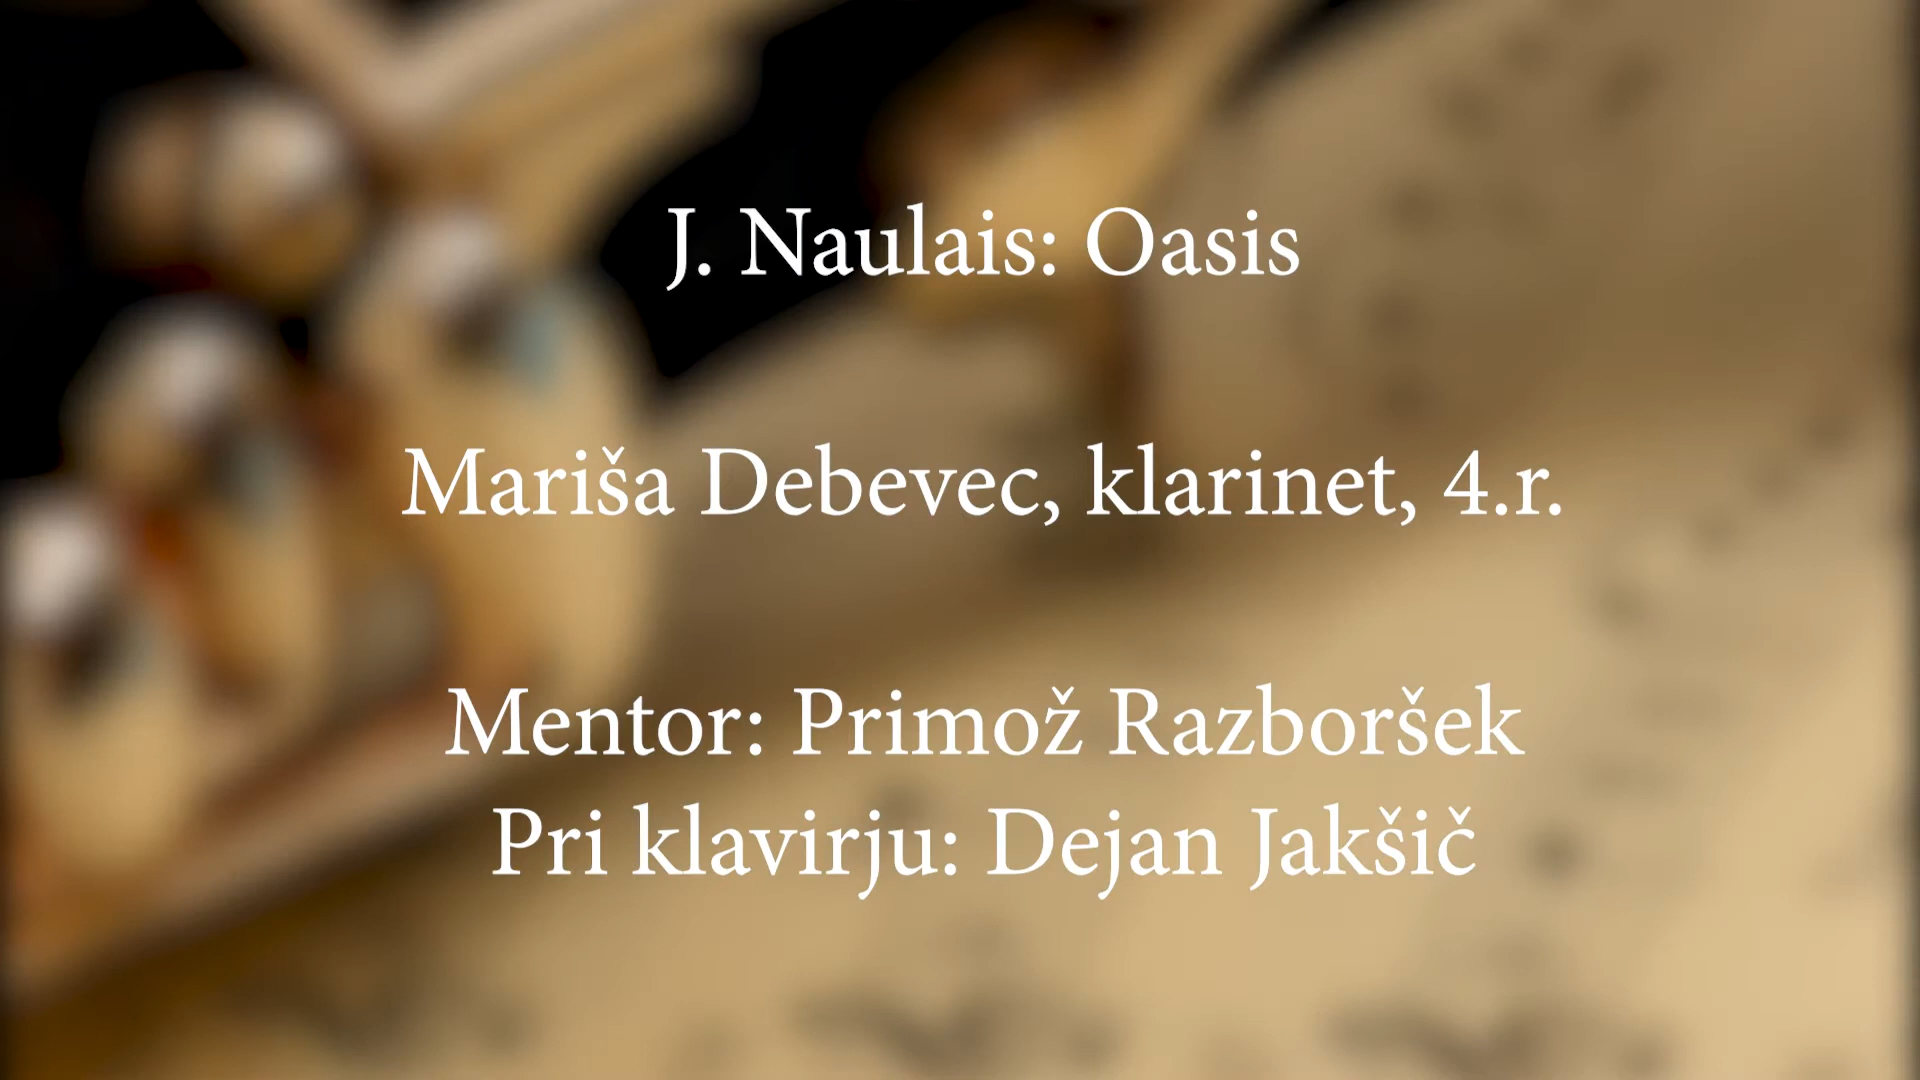 J. Naulais: Oasis
Mariša Debevec, klarinet, 4.r.
Mentor: Primož Razboršek
Pri klavirju: Dejan Jakšič